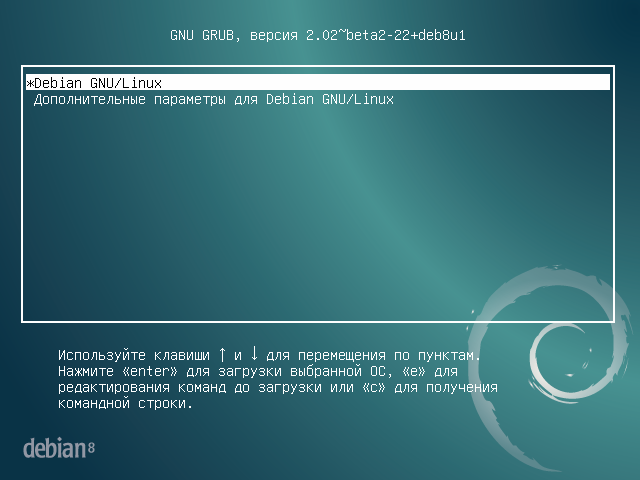 GNU GRUB, версия 2.02~beta2-22+deb8u1
*Debian GNU/Linux
Дополнительные параметры для Debian GNU/Linux
Используйте клавиши ↑ и ↓ для перемещения по пунктам.
Нажмите «enter» для загрузки выбранной ОС, «e» для
редактирования команд до загрузки или «c» для получения
командной строки.
debian 8